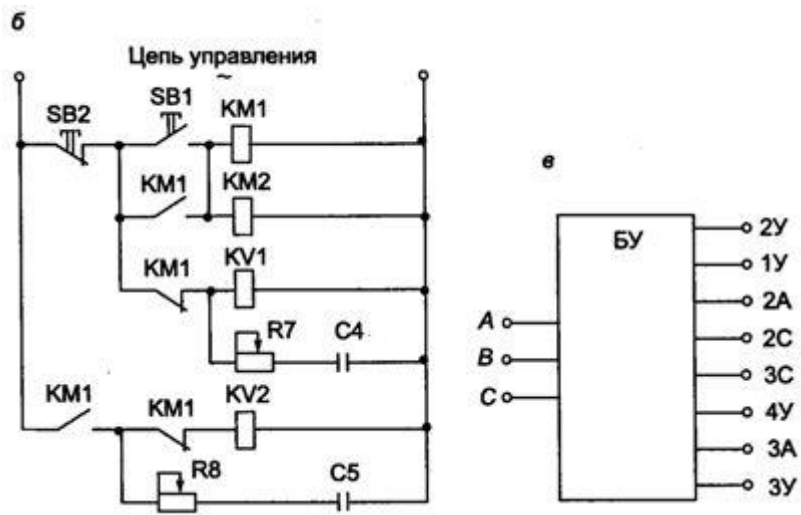 б
Цепь управления
~
SB2
SB1
KM1
KM1
KM2
KM1
KV1
R7
C4
KM1
KM1
KV2
R8
C5
в
БУ
A
B
C
2У
1У
2А
2С
3С
4У
3А
3У